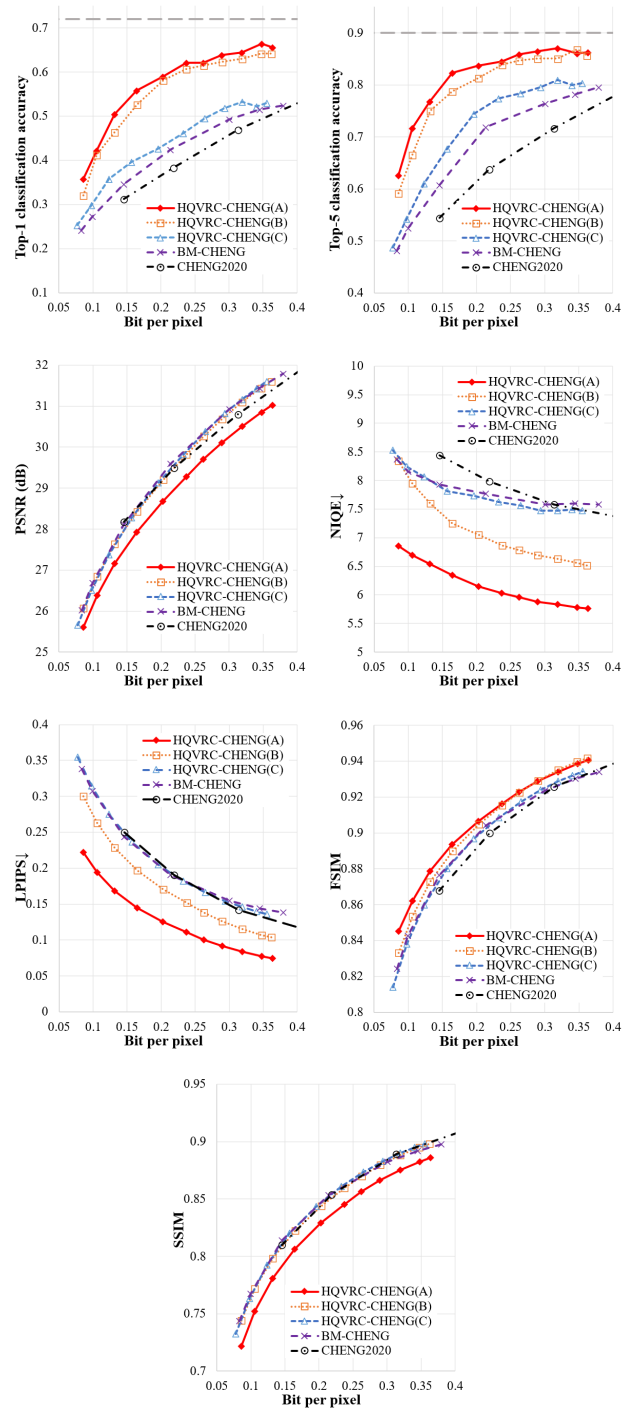 Top-1 classification accuracy
0.7
0.6
0.5
0.4
0.3
0.2
0.1
HQVRC-CHENG(A)
HQVRC-CHENG(B)
HQVRC-CHENG(C)
BM-CHENG
CHENG2020
0.05 0.1 0.15 0.2 0.25 0.3 0.35 0.4
Bit per pixel
Top-5 classification accuracy
0.9
0.8
0.7
0.6
0.5
0.4
HQVRC-CHENG(A)
HQVRC-CHENG(B)
HQVRC-CHENG(C)
BM-CHENG
CHENG2020
0.05 0.1 0.15 0.2 0.25 0.3 0.35 0.4
Bit per pixel
PSNR (dB)
32
31
30
29
28
27
26
25
HQVRC-CHENG(A)
HQVRC-CHENG(B)
HQVRC-CHENG(C)
BM-CHENG
CHENG2020
0.05 0.1 0.15 0.2 0.25 0.3 0.35 0.4
Bit per pixel
NIQE↓
10
9.5
9
8.5
8
7.5
7
6.5
6
5.5
5
HQVRC-CHENG(A)
HQVRC-CHENG(B)
HQVRC-CHENG(C)
BM-CHENG
CHENG2020
0.05 0.1 0.15 0.2 0.25 0.3 0.35 0.4
Bit per pixel
LPIPS↓
0.4
0.35
0.3
0.25
0.2
0.15
0.1
0.05
0
HQVRC-CHENG(A)
HQVRC-CHENG(B)
HQVRC-CHENG(C)
BM-CHENG
CHENG2020
0.05 0.1 0.15 0.2 0.25 0.3 0.35 0.4
Bit per pixel
FSIM
0.96
0.94
0.92
0.9
0.88
0.86
0.84
0.82
0.8
HQVRC-CHENG(A)
HQVRC-CHENG(B)
HQVRC-CHENG(C)
BM-CHENG
CHENG2020
0.05 0.1 0.15 0.2 0.25 0.3 0.35 0.4
Bit per pixel
SSIM
0.95
0.9
0.85
0.8
0.75
0.7
HQVRC-CHENG(A)
HQVRC-CHENG(B)
HQVRC-CHENG(C)
BM-CHENG
CHENG2020
0.05 0.1 0.15 0.2 0.25 0.3 0.35 0.4
Bit per pixel